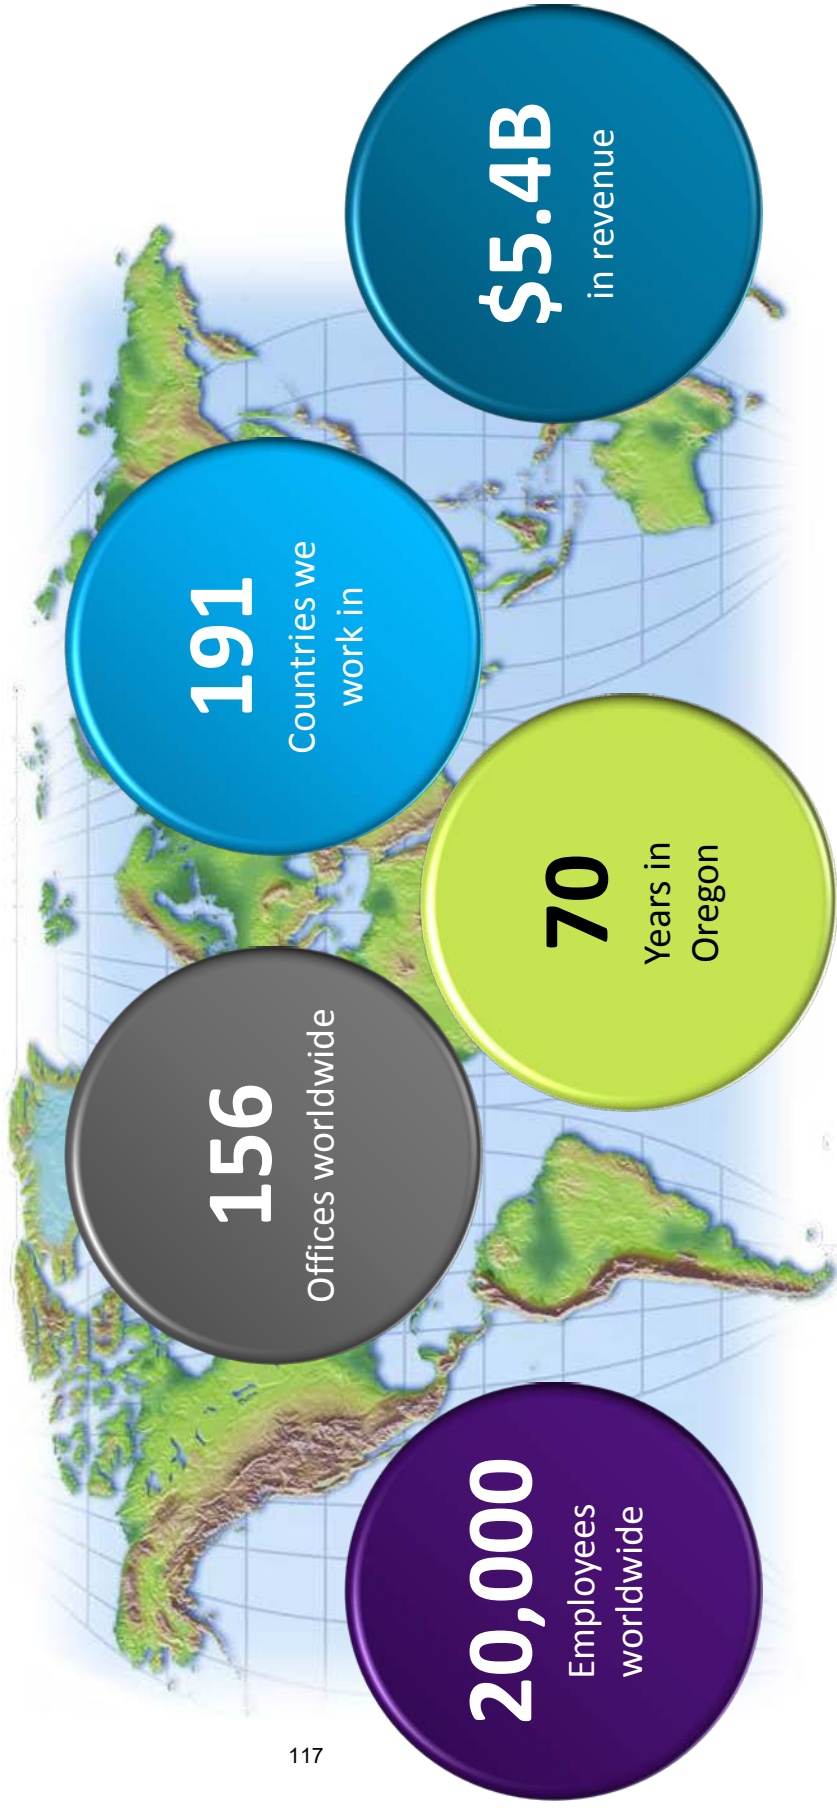 20,000
Employees
worldwide
156
Offices worldwide
70
Years in
Oregon
191
Countries we
work in
$5.4B
in revenue
117